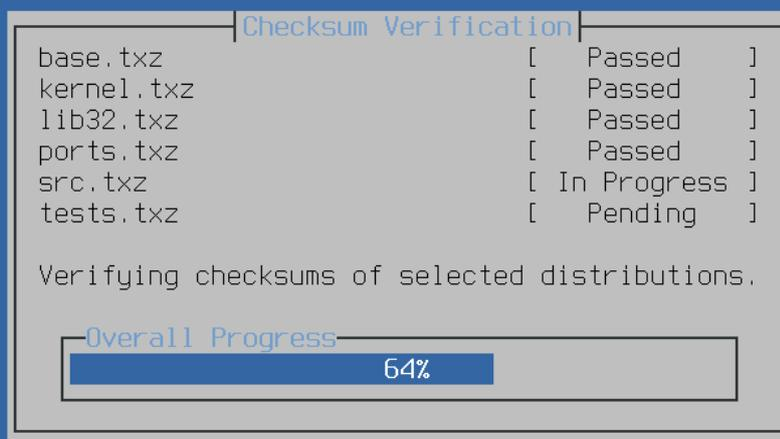 Checksum Verification
base.txz [ Passed ]
kernel.txz [ Passed ]
lib32.txz [ Passed ]
ports.txz [ Passed ]
src.txz [ In Progress ]
tests.txz [ Pending ]
Verifying checksums of selected distributions.
Overall Progress
64%